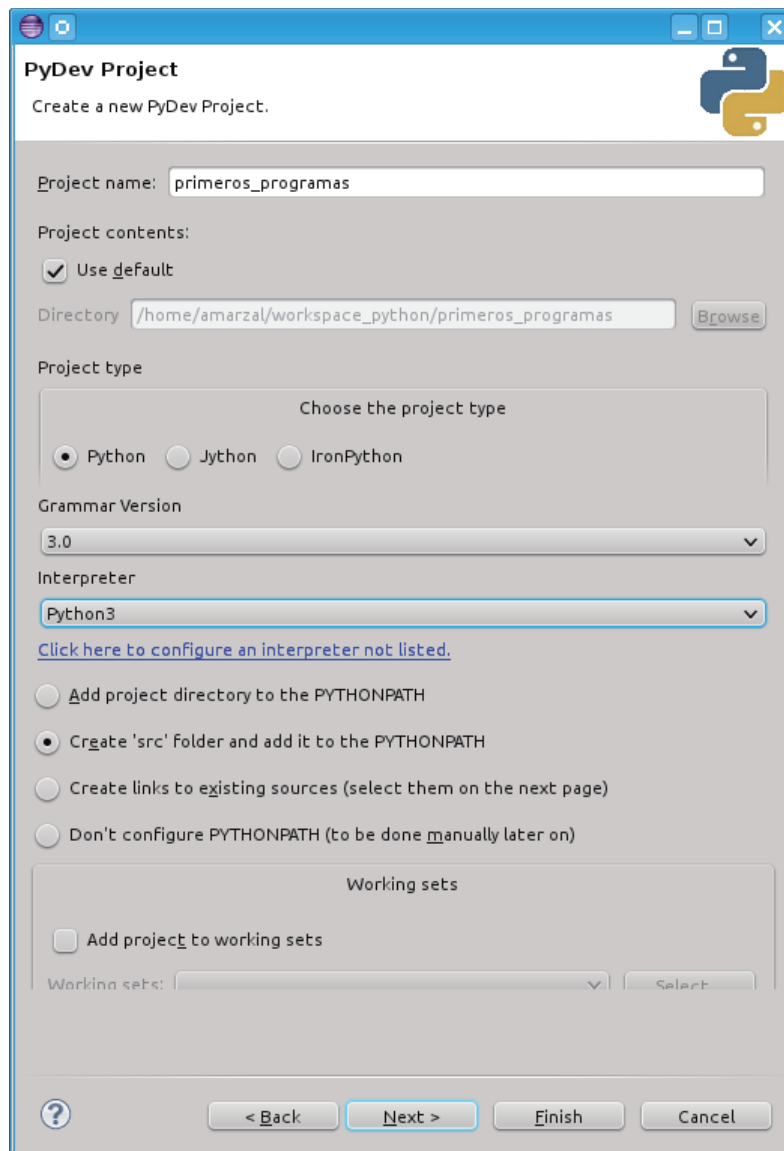 PyDev Project
Create a new PyDev Project.
Project name: primeros_programas
Project contents:
Use default
Directory /home/amarzal/workspace_python/primeros_programas Browse
Project type
Choose the project type
Python Jython IronPython
Grammar Version
3.0
Interpreter
Python3
Click here to configure an interpreter not listed.
Add project directory to the PYTHONPATH
Create 'src' folder and add it to the PYTHONPATH
Create links to existing sources (select them on the next page)
Don't configure PYTHONPATH (to be done manually later on)
Working sets
Add project to working sets
Working sets: Select...
? < Back Next > Finish Cancel